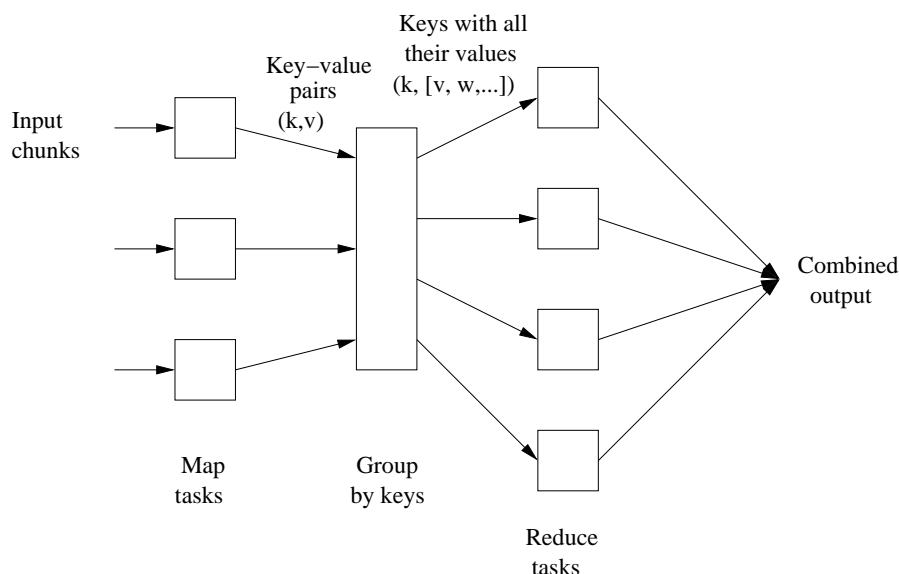 Input
chunks
Key−value
pairs
(k,v)
Keys with all
their values
(k, [v, w,...])
Combined
output
Map
tasks
Group
by keys
Reduce
tasks